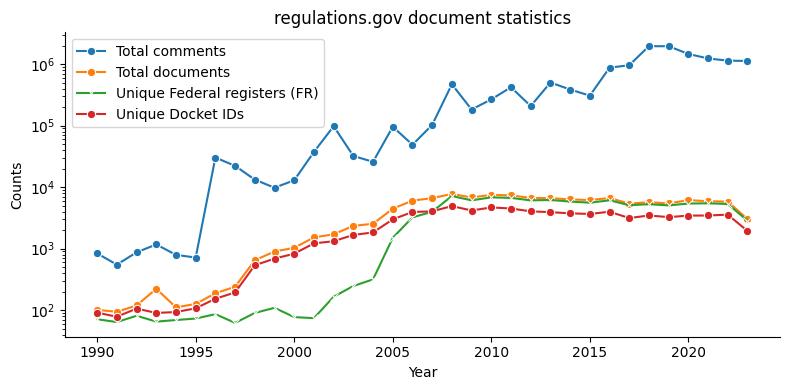 regulations.gov document statistics
Total comments
Total documents
Unique Federal registers (FR)
Unique Docket IDs
Counts
10^6
10^5
10^4
10^3
10^2
1990 1995 2000 2005 2010 2015 2020
Year